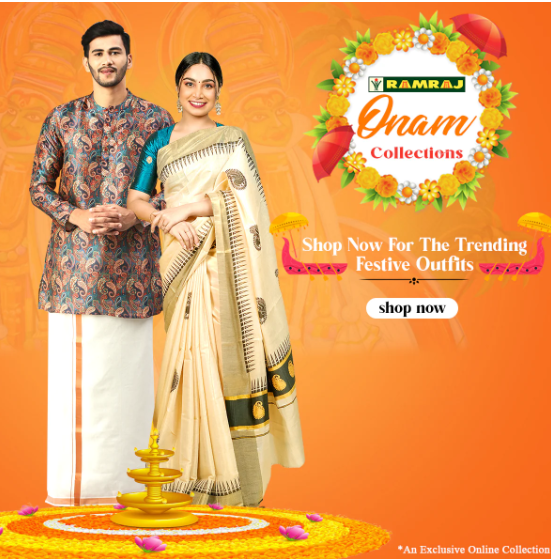 RAMRAJ
Onam
Collections
Shop Now For The Trending
Festive Outfits
shop now
*An Exclusive Online Collection